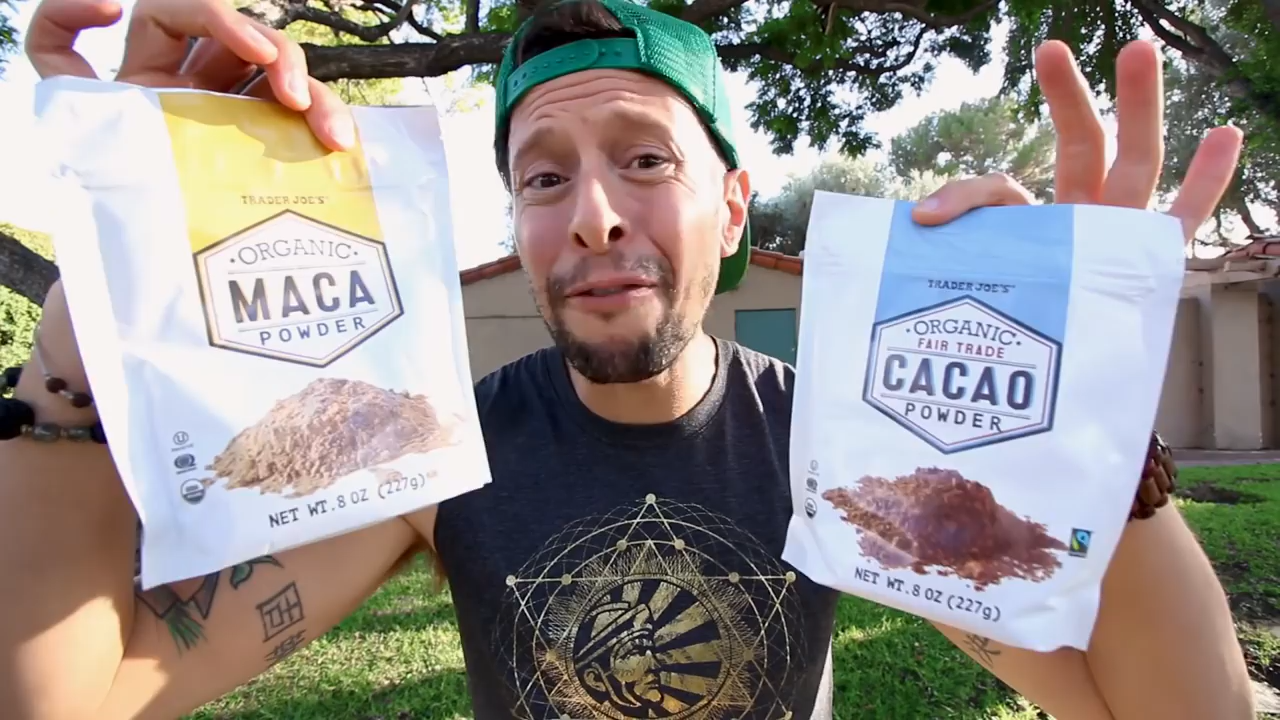 TRADER JOE'S
·ORGANIC·
MACA
POWDER
NET WT. 8 OZ (227g)
TRADER JOE'S
·ORGANIC·
FAIR TRADE
CACAO
POWDER
NET WT. 8 OZ (227g)